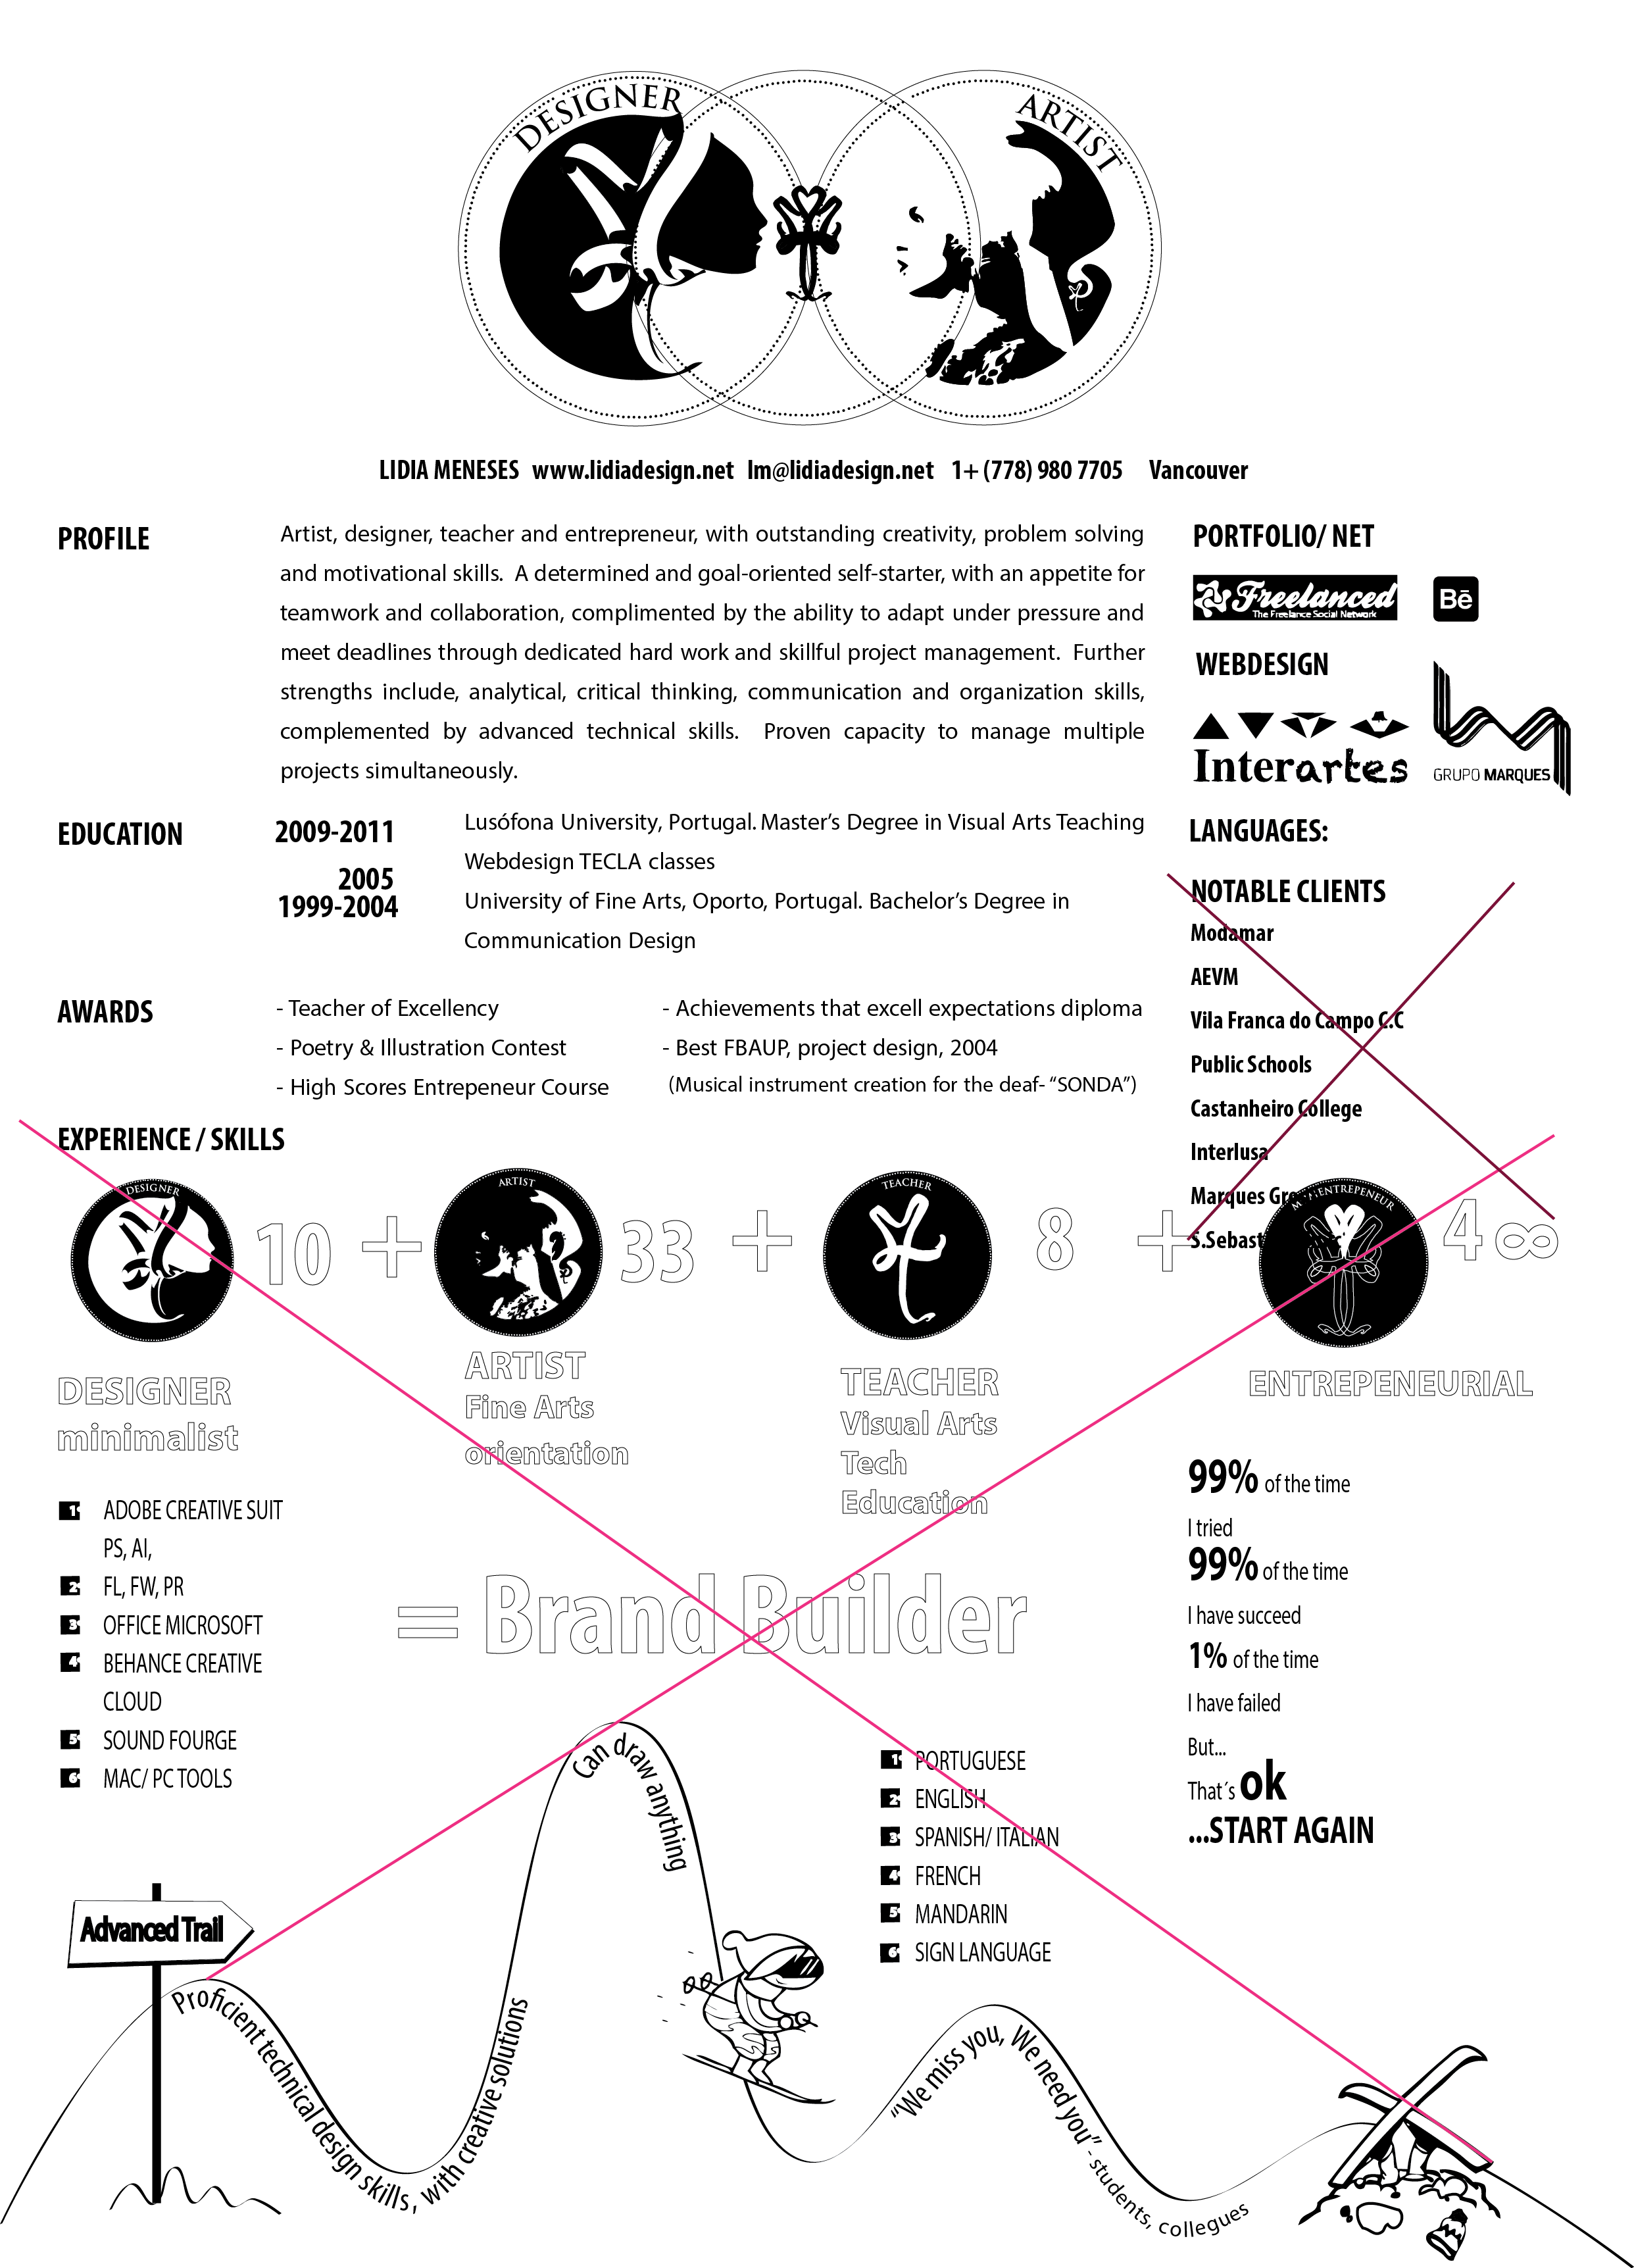 DESIGNER
ARTIST
LIDIA MENESES www.lidiadesign.net lm@lidiadesign.net 1+ (778) 980 7705 Vancouver
PROFILE
Artist, designer, teacher and entrepreneur, with outstanding creativity, problem solving
and motivational skills. A determined and goal-oriented self-starter, with an appetite for
teamwork and collaboration, complimented by the ability to adapt under pressure and
meet deadlines through dedicated hard work and skillful project management. Further
strengths include, analytical, critical thinking, communication and organization skills,
complemented by advanced technical skills. Proven capacity to manage multiple
projects simultaneously.
PORTFOLIO/ NET
Freelanced
The Freelance Social Network
Bē
WEBDESIGN
Interartes
GRUPO MARQUES
EDUCATION
2009-2011
Lusófona University, Portugal. Master’s Degree in Visual Arts Teaching
2005
Webdesign TECLA classes
1999-2004
University of Fine Arts, Oporto, Portugal. Bachelor’s Degree in
Communication Design
LANGUAGES:
NOTABLE CLIENTS
Modamar
AEVM
Vila Franca do Campo C.C
Public Schools
Castanheiro College
Interlusa
Marques
AWARDS
- Teacher of Excellency
- Poetry & Illustration Contest
- High Scores Entrepeneur Course
- Achievements that excell expectations diploma
- Best FBAUP, project design, 2004
(Musical instrument creation for the deaf- “SONDA”)
EXPERIENCE / SKILLS
DESIGNER
10 +
ARTIST
33 +
TEACHER
8 +
ENTREPENEUR
4 ∞
DESIGNER
minimalist
ARTIST
Fine Arts
orientation
TEACHER
Visual Arts
Tech
Education
ENTREPENEURIAL
1 ADOBE CREATIVE SUIT
PS, AI,
2 FL, FW, PR
3 OFFICE MICROSOFT
4 BEHANCE CREATIVE
CLOUD
5 SOUND FOURGE
6 MAC/ PC TOOLS
= Brand Builder
99% of the time
I tried
99% of the time
I have succeed
1% of the time
I have failed
But...
That´s ok
...START AGAIN
1 PORTUGUESE
2 ENGLISH
3 SPANISH/ ITALIAN
4 FRENCH
5 MANDARIN
6 SIGN LANGUAGE
Advanced Trail
Proficient technical design skills, with creative solutions
Can draw anything
“We miss you, We need you” - students, collegues